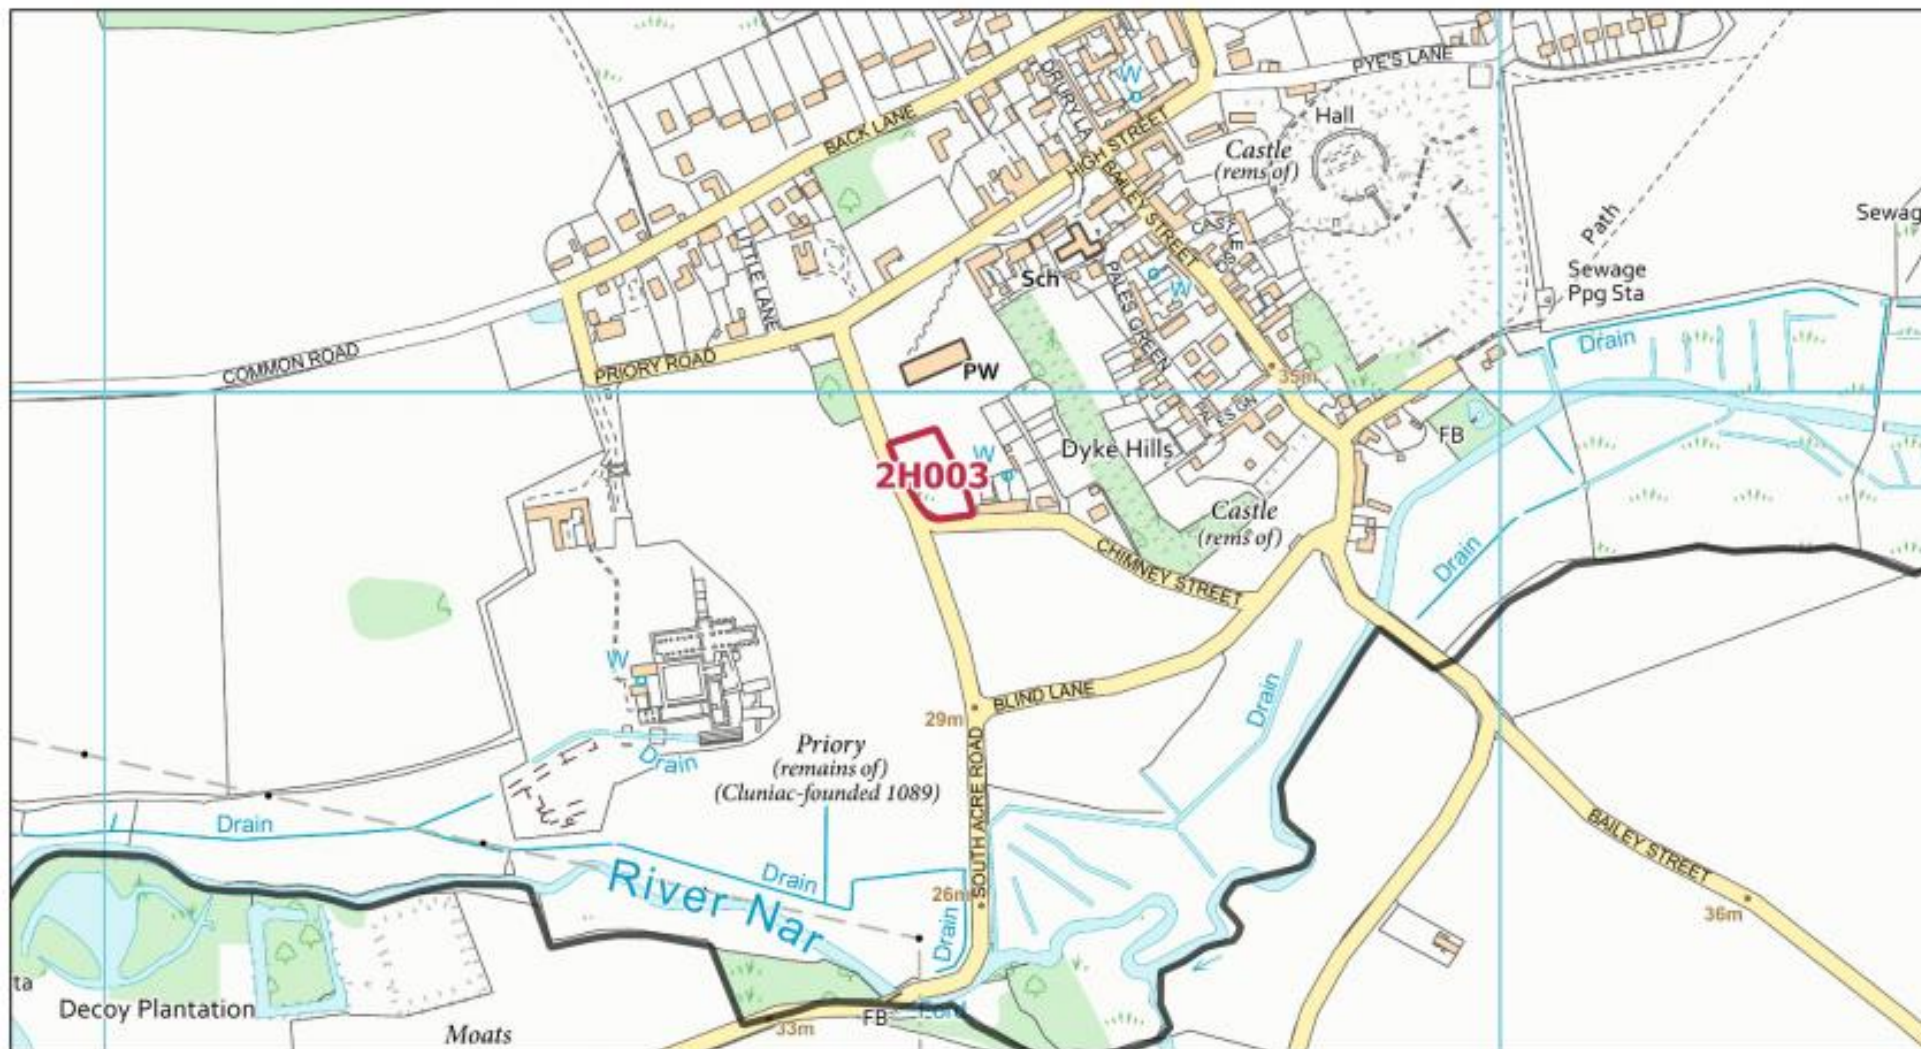 PYE'S LANE
DRURY LA
W
BACK LANE
HIGH STREET
Hall
Castle
(rems of)
BAILEY STREET
Path
Sewag
CASTLE SQ
LITTLE LANE
Sch
PALES GREEN
W
Sewage
Ppg Sta
Drain
COMMON ROAD
PRIORY ROAD
PW
35m
PALES GN
FB
Dyke Hills
W
2H003
Castle
(rems of)
CHIMNEY STREET
Drain
W
BLIND LANE
Drain
29m
Priory
(remains of)
(Cluniac-founded 1089)
Drain
SOUTH ACRE ROAD
Drain
BAILEY STREET
River Nar
Drain
26m
Drain
36m
ta
Decoy Plantation
Moats
33m
FB
Ford